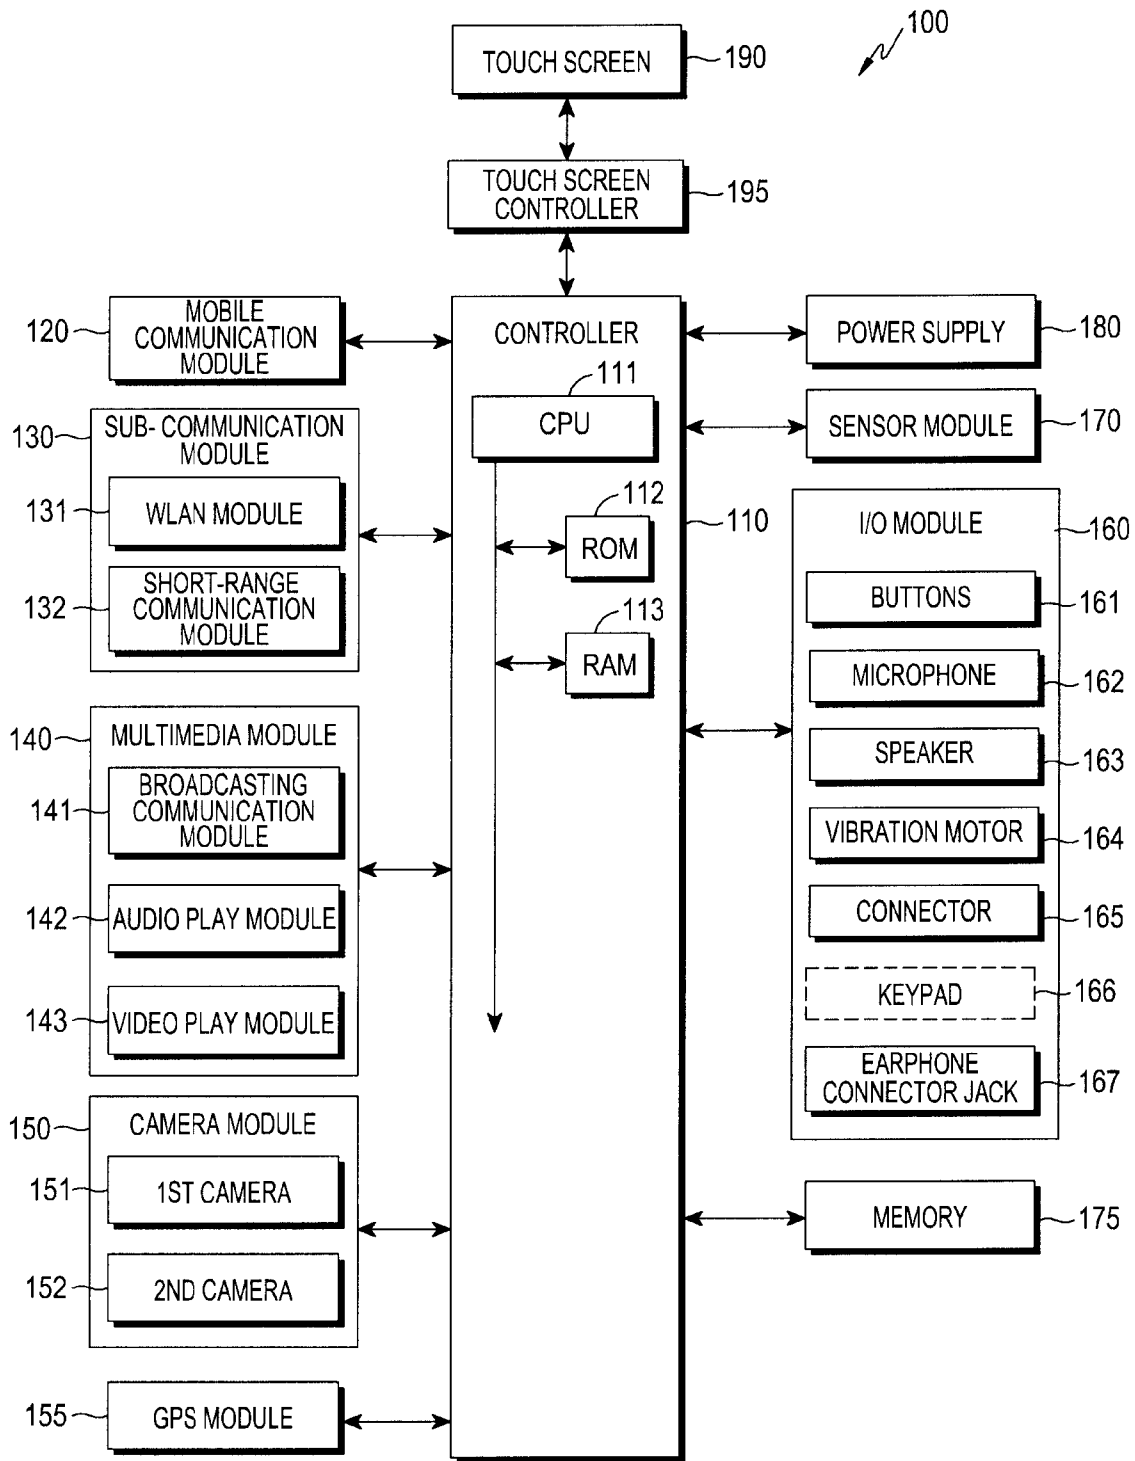 100
TOUCH SCREEN
190
TOUCH SCREEN
CONTROLLER
195
120
MOBILE
COMMUNICATION
MODULE
130
SUB- COMMUNICATION
MODULE
131
WLAN MODULE
132
SHORT-RANGE
COMMUNICATION
MODULE
140
MULTIMEDIA MODULE
141
BROADCASTING
COMMUNICATION
MODULE
142
AUDIO PLAY MODULE
143
VIDEO PLAY MODULE
150
CAMERA MODULE
151
1ST CAMERA
152
2ND CAMERA
155
GPS MODULE
CONTROLLER
111
CPU
112
ROM
110
113
RAM
POWER SUPPLY
180
SENSOR MODULE
170
I/O MODULE
160
BUTTONS
161
MICROPHONE
162
SPEAKER
163
VIBRATION MOTOR
164
CONNECTOR
165
KEYPAD
166
EARPHONE
CONNECTOR JACK
167
MEMORY
175